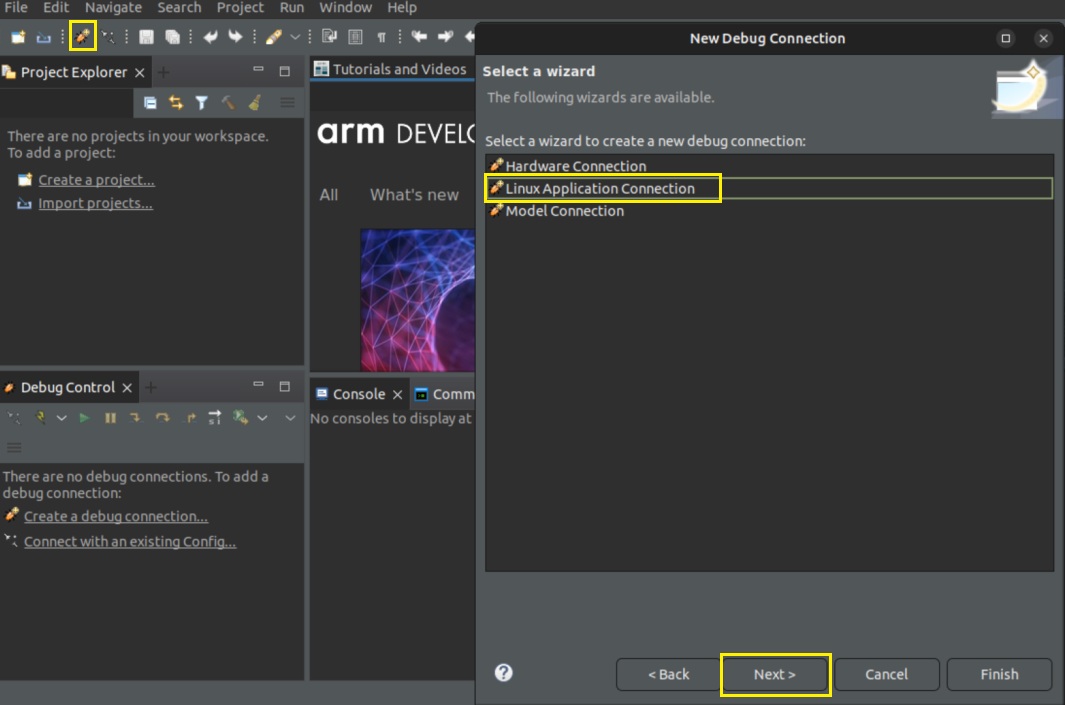 File Edit Navigate Search Project Run Window Help
New Debug Connection
Project Explorer
Tutorials and Videos
Select a wizard
The following wizards are available.
There are no projects in your workspace.
To add a project:
Create a project...
Import projects...
arm DEVELO
All What's new
Select a wizard to create a new debug connection:
Hardware Connection
Linux Application Connection
Model Connection
Debug Control
Console
Comm
No consoles to display at
There are no debug connections. To add a
debug connection:
Create a debug connection...
Connect with an existing Config...
< Back
Next >
Cancel
Finish